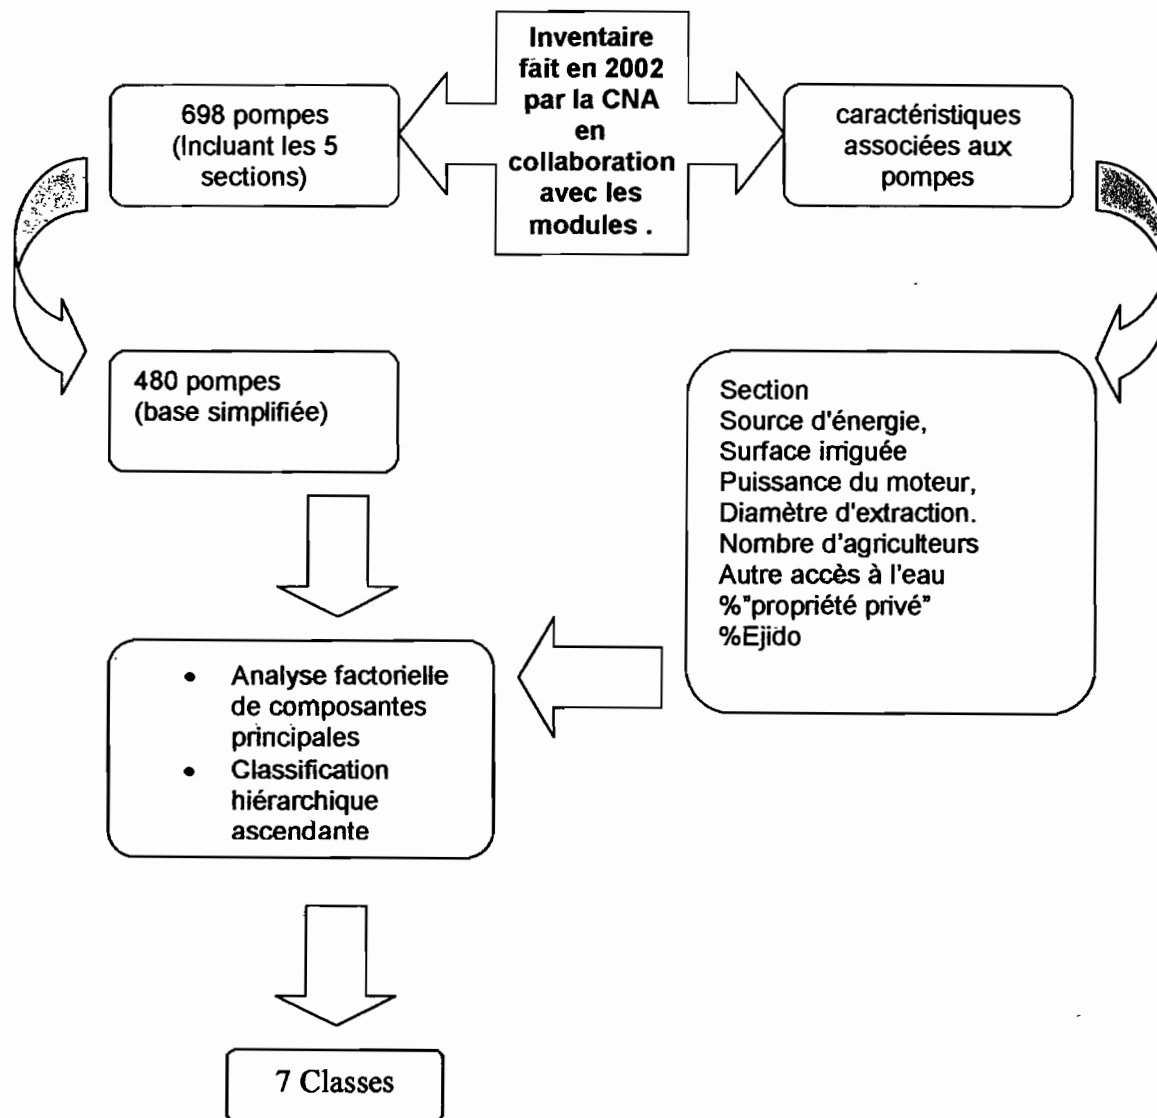 Inventaire
fait en 2002
par la CNA
en
collaboration
avec les
modules .
698 pompes
(Incluant les 5
sections)
caractéristiques
associées aux
pompes
480 pompes
(base simplifiée)
Section
Source d'énergie,
Surface irriguée
Puissance du moteur,
Diamètre d'extraction.
Nombre d'agriculteurs
Autre accès à l'eau
%"propriété privé"
%Ejido
• Analyse factorielle
de composantes
principales
• Classification
hiérarchique
ascendante
7 Classes